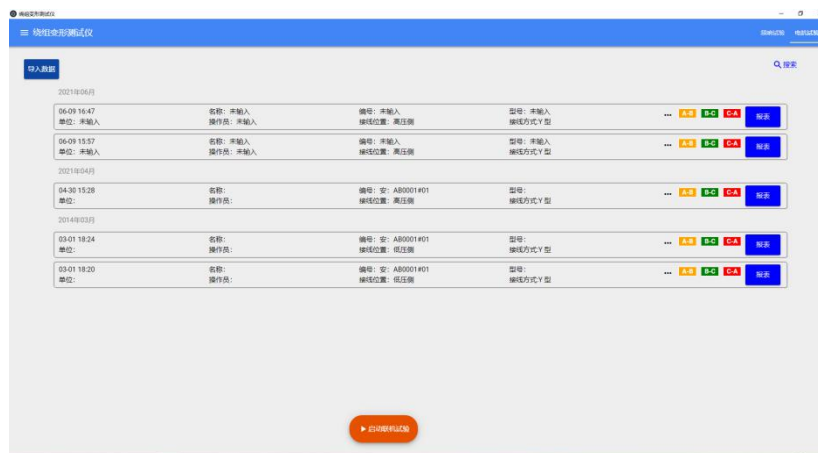 绕组变形测试仪
绕组变形测试仪
电机试验
导入数据
搜索
2021年06月
06-09 16:47 名称：未输入 编号：未输入 型号：未输入 ... A-B B-C C-A 报表
单位：未输入 操作员：未输入 接线位置：高压侧 接线方式:Y 型
06-09 15:57 名称：未输入 编号：未输入 型号：未输入 ... A-B B-C C-A 报表
单位：未输入 操作员：未输入 接线位置：高压侧 接线方式:Y 型
2021年04月
04-30 15:28 名称： 编号：安：AB0001#01 型号： ... A-B B-C C-A 报表
单位： 操作员： 接线位置：高压侧 接线方式:Y 型
2014年03月
03-01 18:24 名称： 编号：安：AB0001#01 型号： ... A-B B-C C-A 报表
单位： 操作员： 接线位置：低压侧 接线方式:Y 型
03-01 18:20 名称： 编号：安：AB0001#01 型号： ... A-B B-C C-A 报表
单位： 操作员： 接线位置：低压侧 接线方式:Y 型
启动联机试验